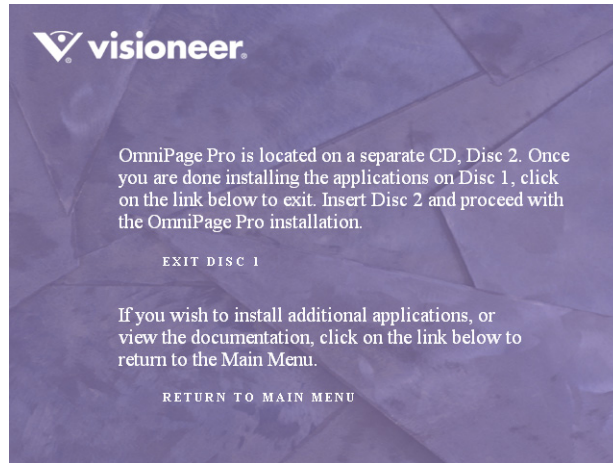 visioneer®
OmniPage Pro is located on a separate CD, Disc 2. Once
you are done installing the applications on Disc 1, click
on the link below to exit. Insert Disc 2 and proceed with
the OmniPage Pro installation.
EXIT DISC 1
If you wish to install additional applications, or
view the documentation, click on the link below to
return to the Main Menu.
RETURN TO MAIN MENU